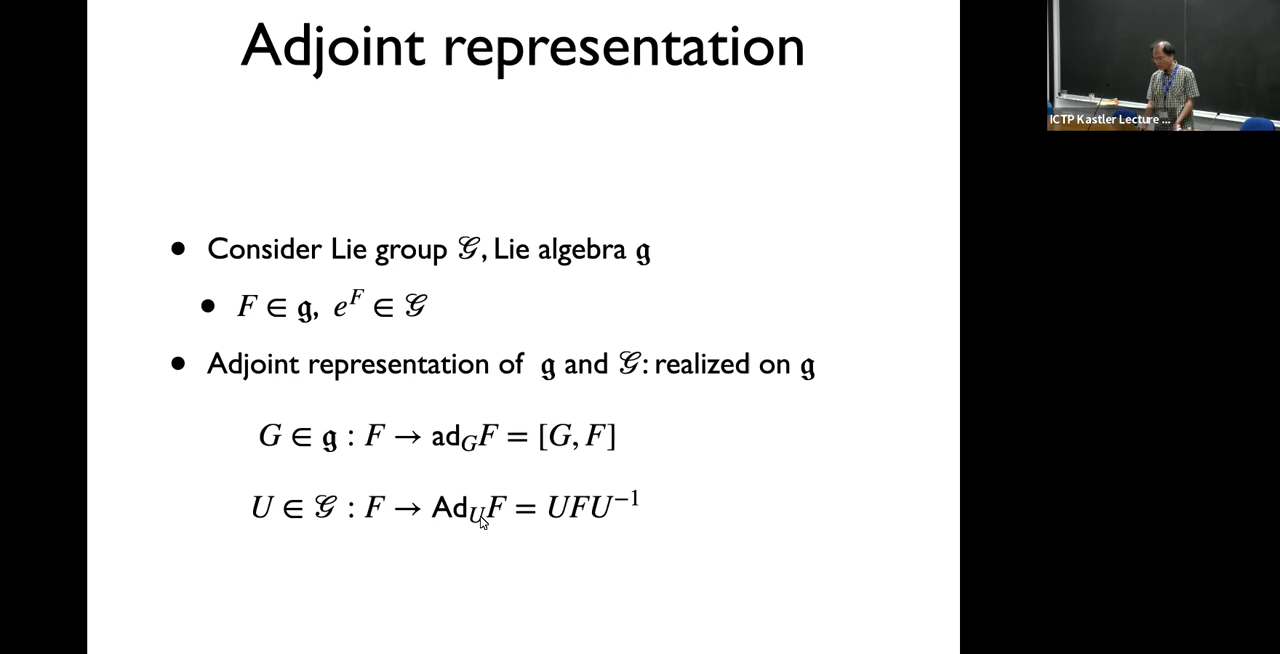 Adjoint representation
ICTP Kastler Lecture ...
• Consider Lie group 𝒢, Lie algebra 𝔤
• F ∈ 𝔤, e^F ∈ 𝒢
• Adjoint representation of 𝔤 and 𝒢: realized on 𝔤
G ∈ 𝔤 : F → ad_G F = [G, F]
U ∈ 𝒢 : F → Ad_U F = UFU⁻¹